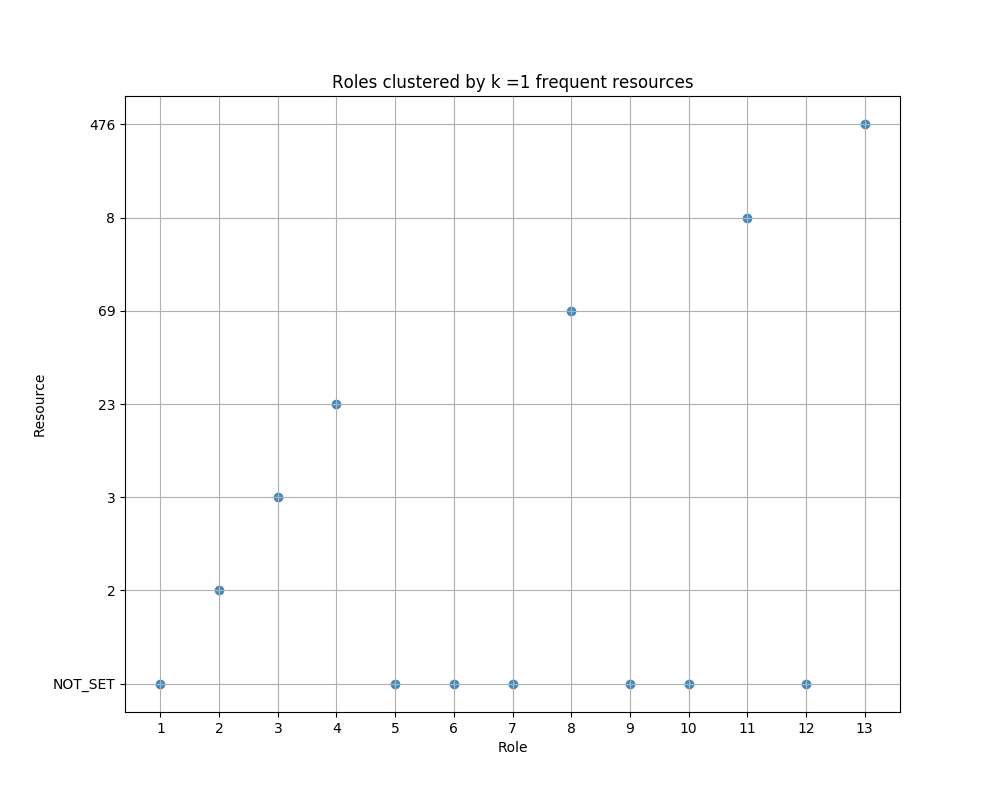 Roles clustered by k =1 frequent resources
476
8
69
23
3
2
NOT_SET
Resource
1 2 3 4 5 6 7 8 9 10 11 12 13
Role